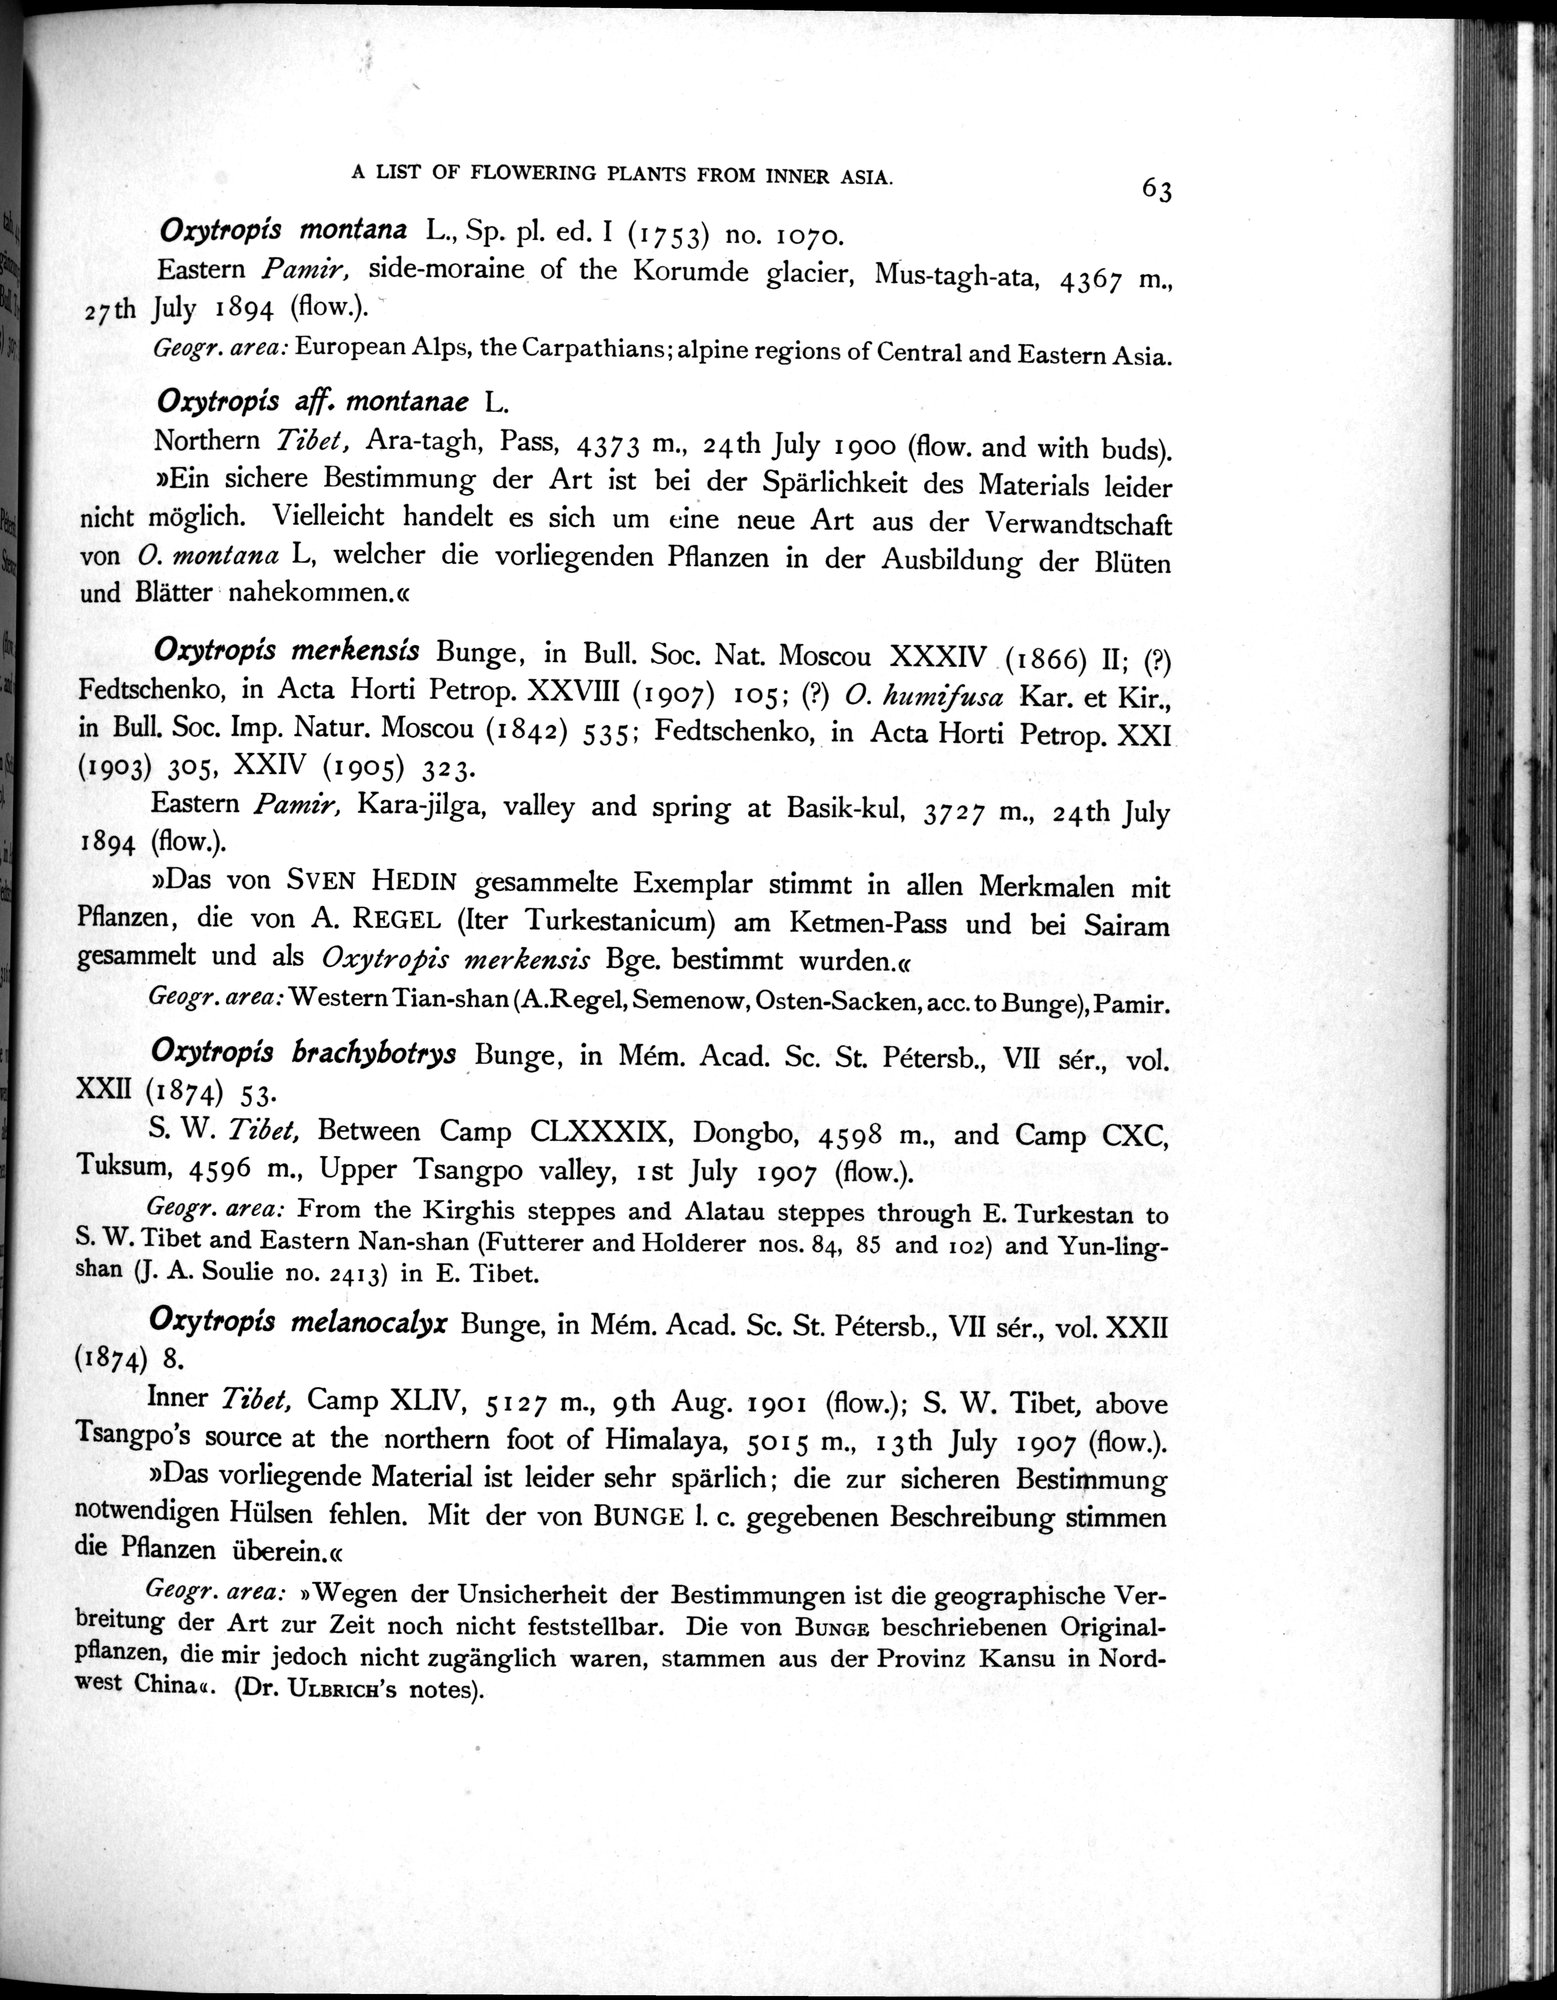 A LIST OF FLOWERING PLANTS FROM INNER ASIA.
63
Oxytropis montana L., Sp. pl. ed. I (1753) no. 1070.
Eastern Pamir, side-moraine of the Korumde glacier, Mus-tagh-ata, 4367 m.,
27th July 1894 (flow.).
Geogr. area: European Alps, the Carpathians; alpine regions of Central and Eastern Asia.
Oxytropis aff. montanae L.
Northern Tibet, Ara-tagh, Pass, 4373 m., 24th July 1900 (flow. and with buds).
»Ein sichere Bestimmung der Art ist bei der Spärlichkeit des Materials leider
nicht möglich. Vielleicht handelt es sich um eine neue Art aus der Verwandtschaft
von O. montana L, welcher die vorliegenden Pflanzen in der Ausbildung der Blüten
und Blätter nahekommen.«
Oxytropis merkensis Bunge, in Bull. Soc. Nat. Moscou XXXIV (1866) II; (?)
Fedtschenko, in Acta Horti Petrop. XXVIII (1907) 105; (?) O. humifusa Kar. et Kir.,
in Bull. Soc. Imp. Natur. Moscou (1842) 535; Fedtschenko, in Acta Horti Petrop. XXI
(1903) 305, XXIV (1905) 323.
Eastern Pamir, Kara-jilga, valley and spring at Basik-kul, 3727 m., 24th July
1894 (flow.).
»Das von SVEN HEDIN gesammelte Exemplar stimmt in allen Merkmalen mit
Pflanzen, die von A. REGEL (Iter Turkestanicum) am Ketmen-Pass und bei Sairam
gesammelt und als Oxytropis merkensis Bge. bestimmt wurden.«
Geogr. area: Western Tian-shan (A. Regel, Semenow, Osten-Sacken, acc. to Bunge), Pamir.
Oxytropis brachybotrys Bunge, in Mém. Acad. Sc. St. Pétersb., VII sér., vol.
XXII (1874) 53.
S. W. Tibet, Between Camp CLXXXIX, Dongbo, 4598 m., and Camp CXC,
Tuksum, 4596 m., Upper Tsangpo valley, 1st July 1907 (flow.).
Geogr. area: From the Kirghis steppes and Alatau steppes through E. Turkestan to
S. W. Tibet and Eastern Nan-shan (Futterer and Holderer nos. 84, 85 and 102) and Yun-ling-
shan (J. A. Soulie no. 2413) in E. Tibet.
Oxytropis melanocalyx Bunge, in Mém. Acad. Sc. St. Pétersb., VII sér., vol. XXII
(1874) 8.
Inner Tibet, Camp XLIV, 5127 m., 9th Aug. 1901 (flow.); S. W. Tibet, above
Tsangpo's source at the northern foot of Himalaya, 5015 m., 13th July 1907 (flow.).
»Das vorliegende Material ist leider sehr spärlich; die zur sicheren Bestimmung
notwendigen Hülsen fehlen. Mit der von BUNGE l. c. gegebenen Beschreibung stimmen
die Pflanzen überein.«
Geogr. area: »Wegen der Unsicherheit der Bestimmungen ist die geographische Ver-
breitung der Art zur Zeit noch nicht feststellbar. Die von BUNGE beschriebenen Original-
pflanzen, die mir jedoch nicht zugänglich waren, stammen aus der Provinz Kansu in Nord-
west China«. (Dr. ULBRICH's notes).